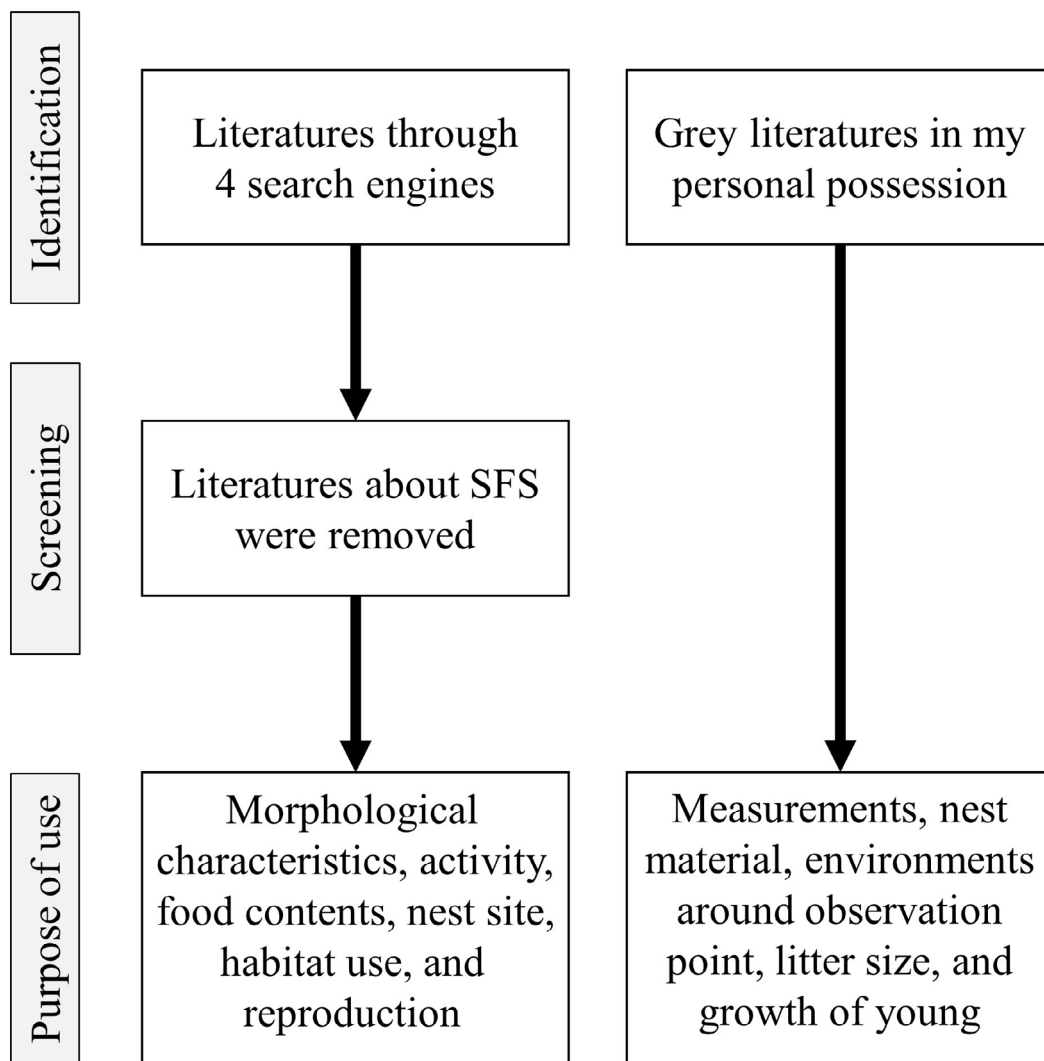 Identification
Literatures through
4 search engines
Grey literatures in my
personal possession
Screening
Literatures about SFS
were removed
Purpose of use
Morphological
characteristics, activity,
food contents, nest site,
habitat use, and
reproduction
Measurements, nest
material, environments
around observation
point, litter size, and
growth of young